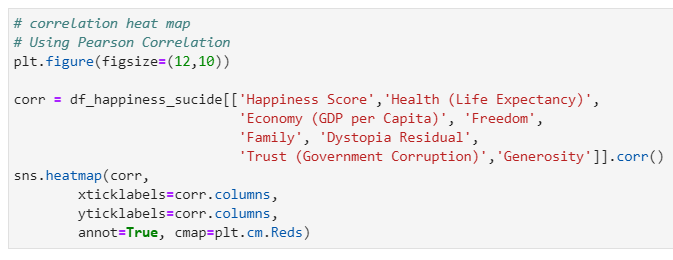 # correlation heat map
# Using Pearson Correlation
plt.figure(figsize=(12,10))
corr = df_happiness_sucide[['Happiness Score','Health (Life Expectancy)',
'Economy (GDP per Capita)', 'Freedom',
'Family', 'Dystopia Residual',
'Trust (Government Corruption)','Generosity']].corr()
sns.heatmap(corr,
xticklabels=corr.columns,
yticklabels=corr.columns,
annot=True, cmap=plt.cm.Reds)